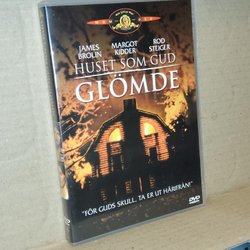 JAMES BROLIN MARGOT KIDDER ROD STEIGER
HUSET SOM GUD
GLÖMDE
"FÖR GUDS SKULL, TA ER UT HÄRIFRÅN!"
DVD